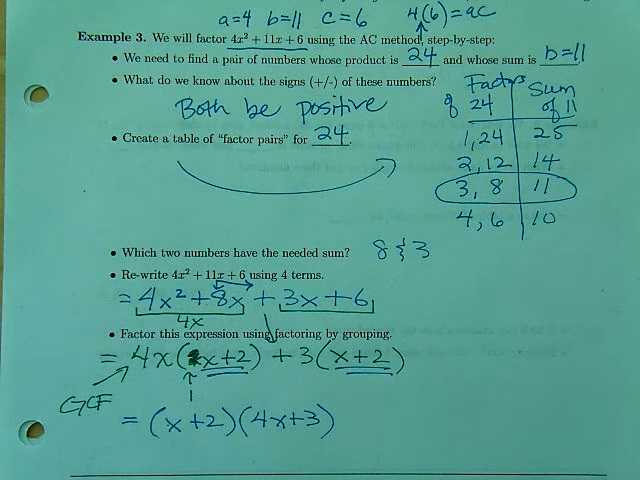 a=4 b=11 c=6 4(6)=ac
Example 3. We will factor 4x² + 11x + 6 using the AC method, step-by-step:
• We need to find a pair of numbers whose product is 24 and whose sum is b=11.
• What do we know about the signs (+/-) of these numbers?
Both be positive
• Create a table of "factor pairs" for 24.
Factors of 24 Sum of 11
1, 24 25
2, 12 14
3, 8 11
4, 6 10
• Which two numbers have the needed sum? 8 & 3
• Re-write 4x² + 11x + 6 using 4 terms.
= 4x² + 8x + 3x + 6
4x
• Factor this expression using factoring by grouping.
= 4x(x+2) + 3(x+2)
GCF
= (x+2)(4x+3)